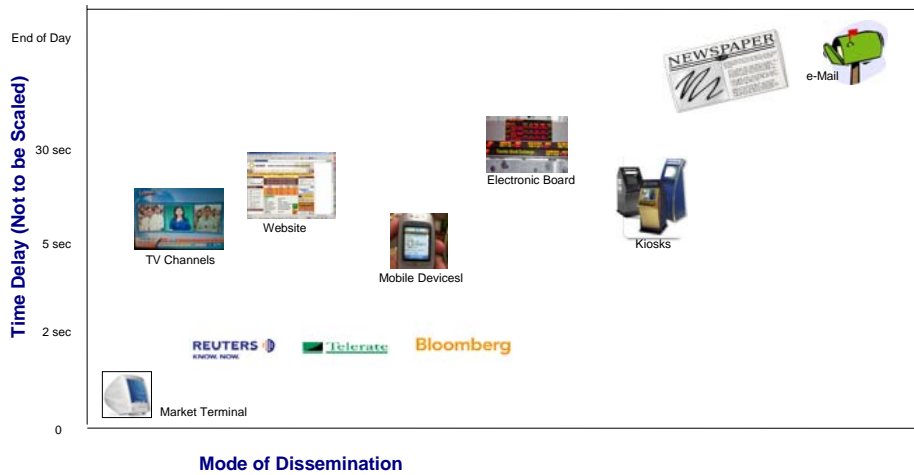 End of Day
NEWSPAPER
e-Mail
Time Delay (Not to be Scaled)
30 sec
Electronic Board
Website
5 sec
TV Channels
Kiosks
Mobile Devicesl
2 sec
REUTERS
KNOW. NOW.
Telerate
Bloomberg
Market Terminal
0
Mode of Dissemination